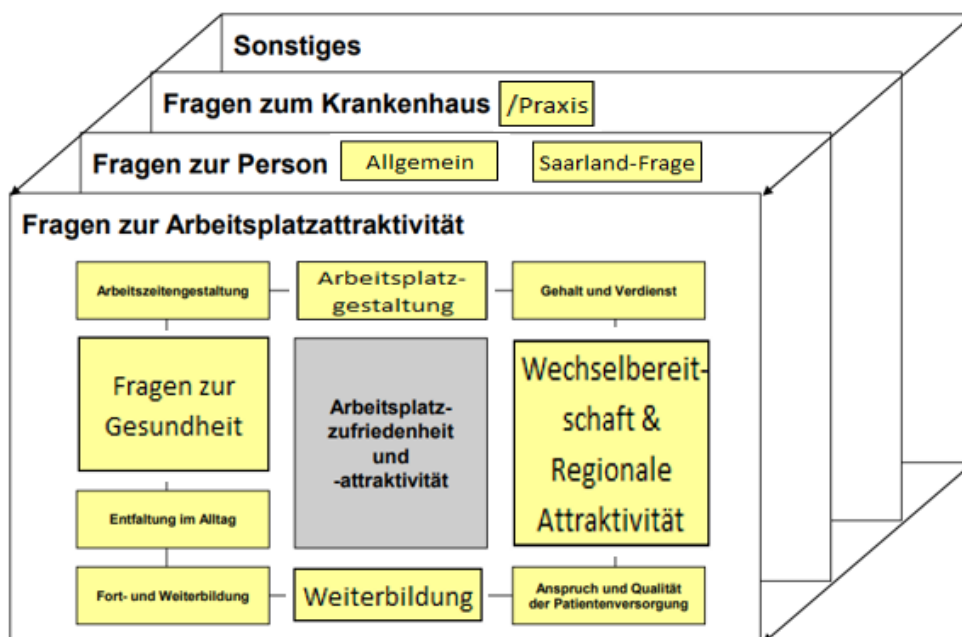 Sonstiges
Fragen zum Krankenhaus /Praxis
Fragen zur Person Allgemein Saarland-Frage
Fragen zur Arbeitsplatzattraktivität
Arbeitszeitengestaltung
Arbeitsplatz-
gestaltung
Gehalt und Verdienst
Fragen zur
Gesundheit
Arbeitsplatz-
zufriedenheit
und
-attraktivität
Wechselbereit-
schaft &
Regionale
Attraktivität
Entfaltung im Alltag
Fort- und Weiterbildung
Weiterbildung
Anspruch und Qualität
der Patientenversorgung